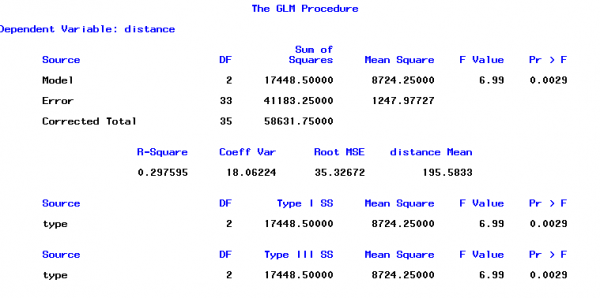 The GLM Procedure
Dependent Variable: distance
Sum of
Source DF Squares Mean Square F Value Pr > F
Model 2 17448.50000 8724.25000 6.99 0.0029
Error 33 41183.25000 1247.97727
Corrected Total 35 58631.75000
R-Square Coeff Var Root MSE distance Mean
0.297595 18.06224 35.32672 195.5833
Source DF Type I SS Mean Square F Value Pr > F
type 2 17448.50000 8724.25000 6.99 0.0029
Source DF Type III SS Mean Square F Value Pr > F
type 2 17448.50000 8724.25000 6.99 0.0029